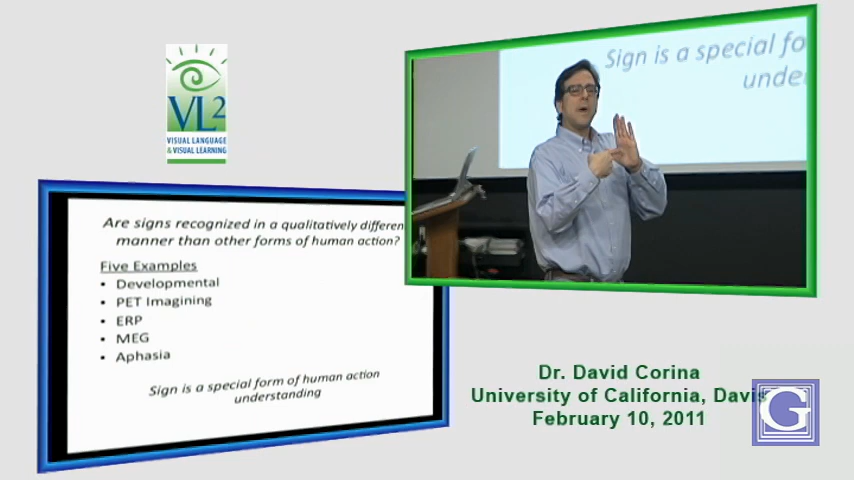 VL2
VISUAL LANGUAGE
& VISUAL LEARNING
Sign is a special fo
unde
Are signs recognized in a qualitatively differen
manner than other forms of human action?
Five Examples
• Developmental
• PET Imagining
• ERP
• MEG
• Aphasia
Sign is a special form of human action
understanding
Dr. David Corina
University of California, Davis
February 10, 2011
G